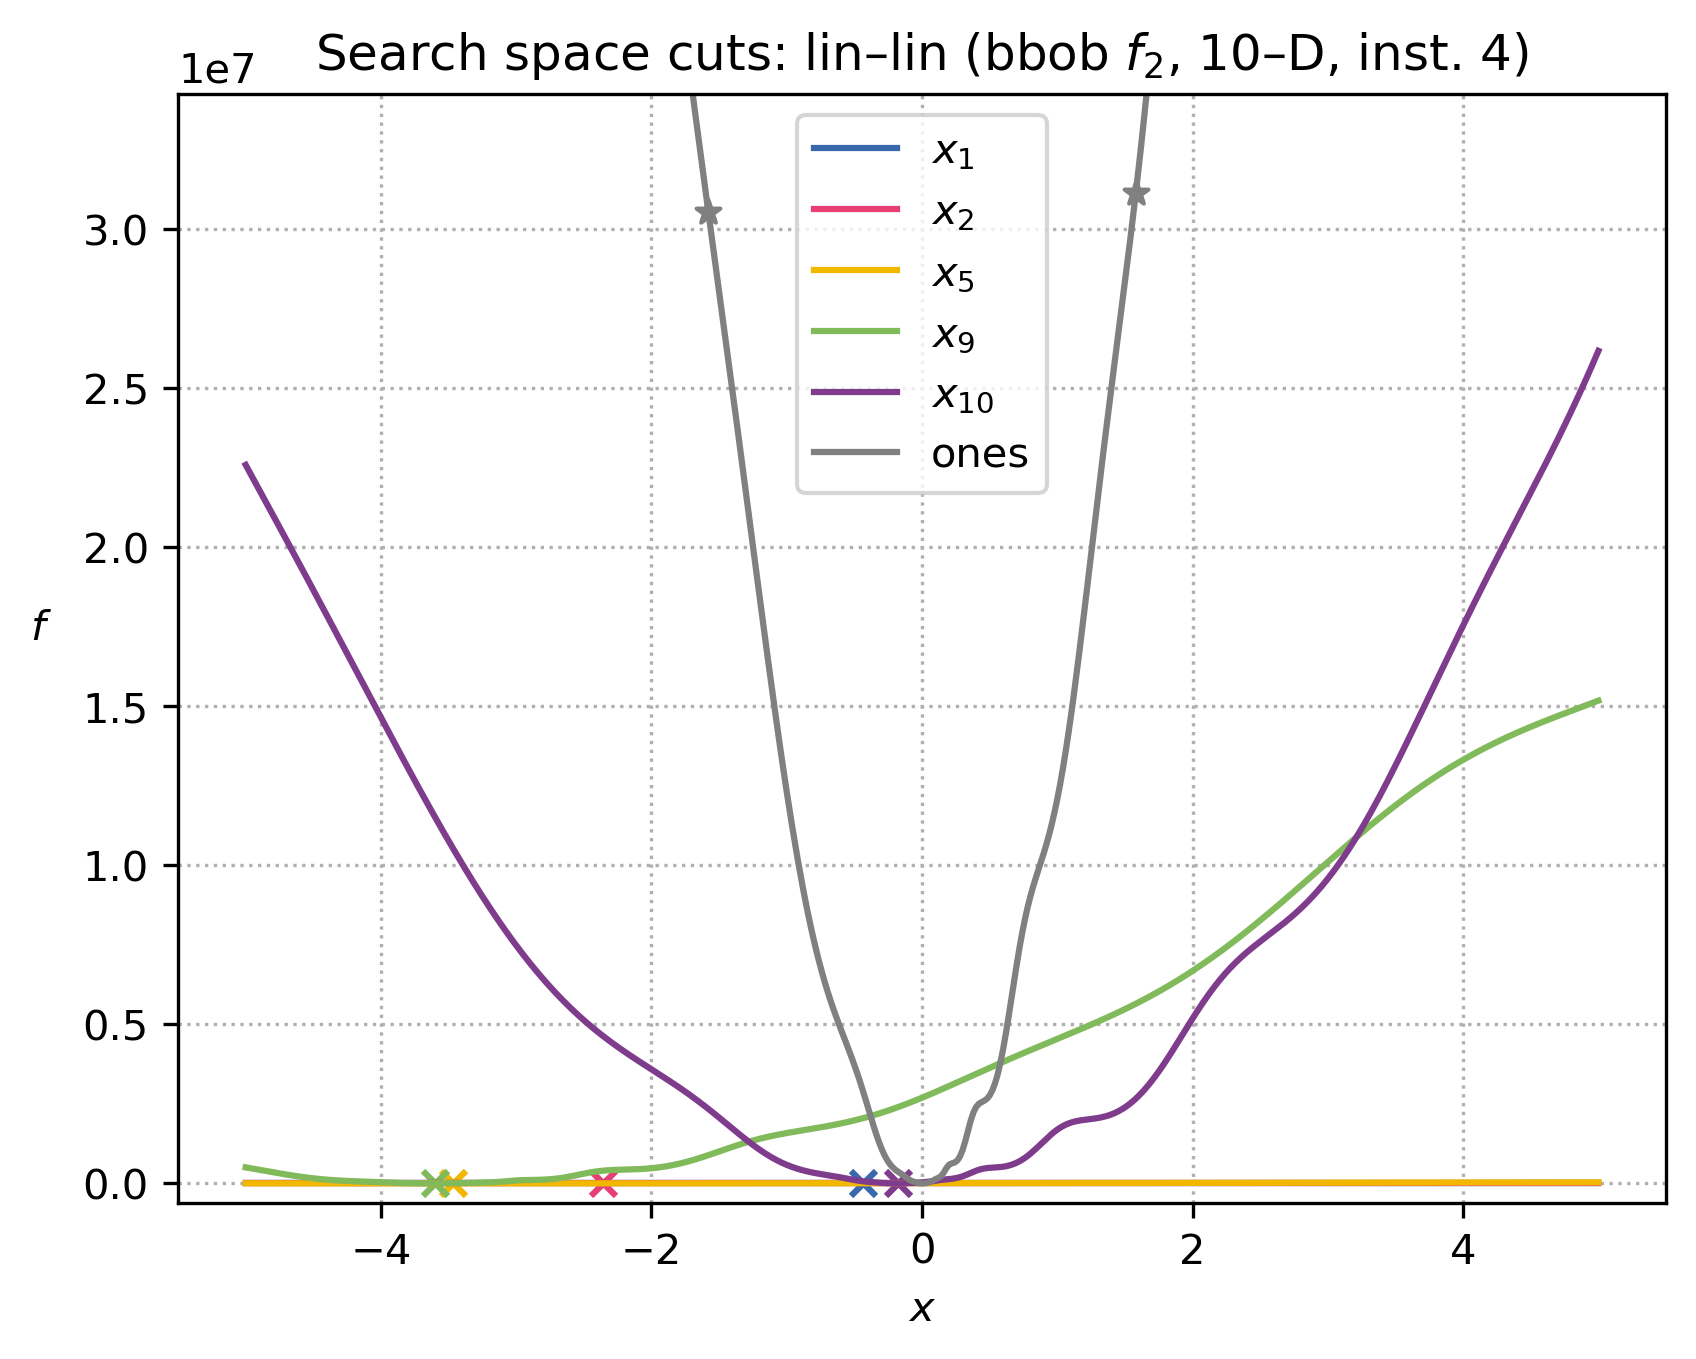 Search space cuts: lin–lin (bbob f₂, 10–D, inst. 4)
1e7
x₁
x₂
x₅
x₉
x₁₀
ones
3.0
2.5
2.0
1.5
1.0
0.5
0.0
f
−4 −2 0 2 4
x